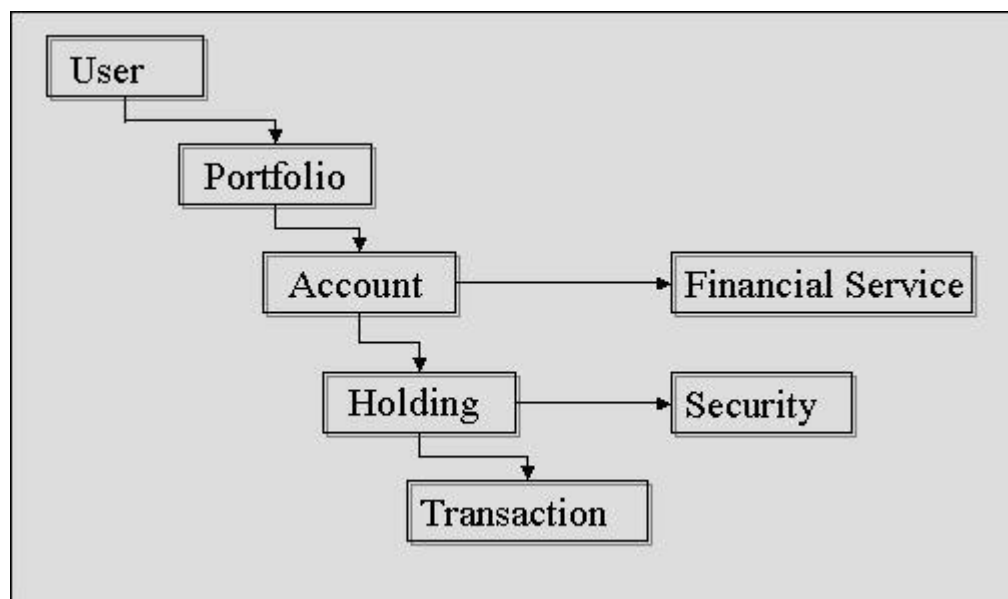 User
Portfolio
Account
Financial Service
Holding
Security
Transaction